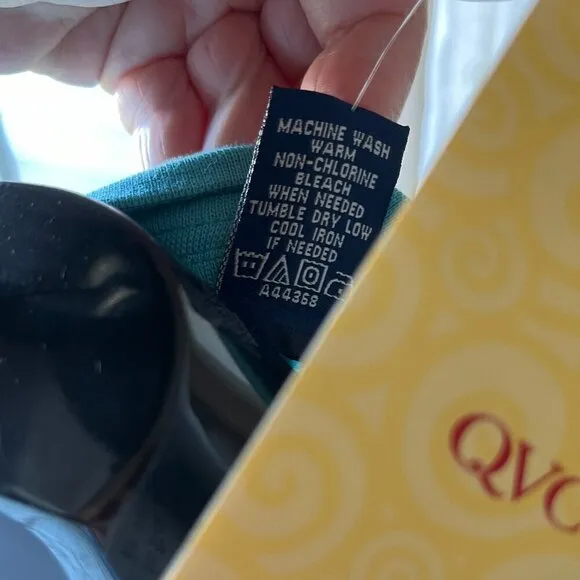 MACHINE WASH
WARM
NON-CHLORINE
BLEACH
WHEN NEEDED
TUMBLE DRY LOW
COOL IRON
IF NEEDED
A44368
QVC